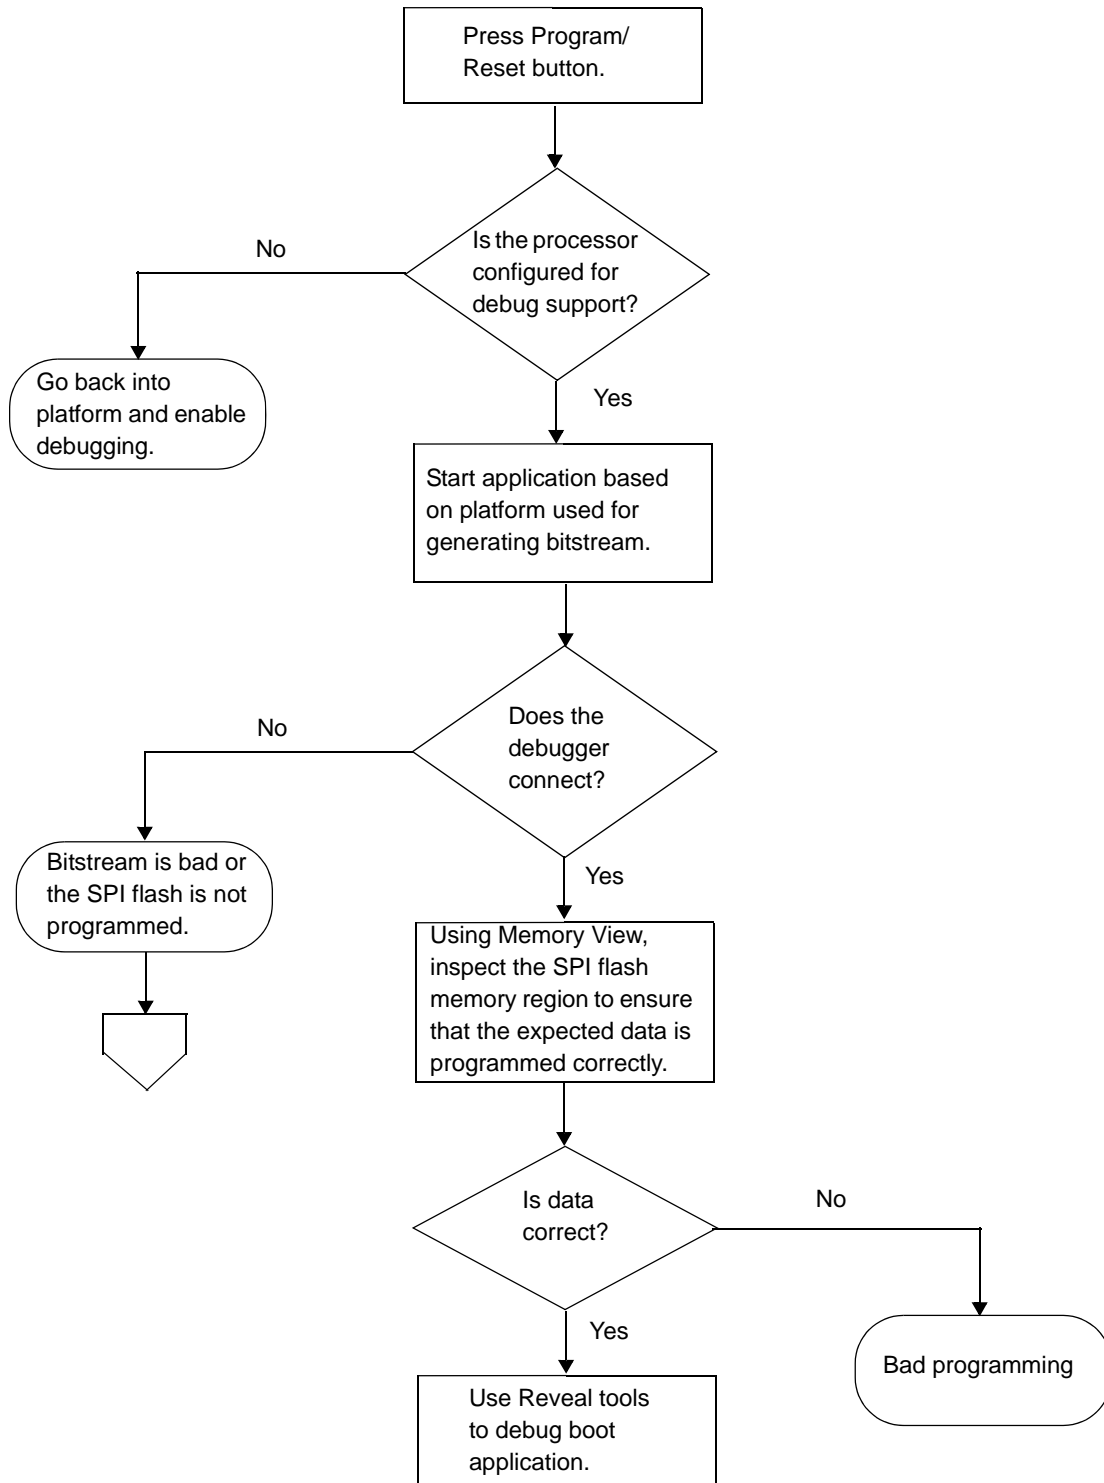 Press Program/
Reset button.
Is the processor
configured for
debug support?
No
Go back into
platform and enable
debugging.
Yes
Start application based
on platform used for
generating bitstream.
Does the
debugger
connect?
No
Bitstream is bad or
the SPI flash is not
programmed.
Yes
Using Memory View,
inspect the SPI flash
memory region to ensure
that the expected data is
programmed correctly.
Is data
correct?
No
Bad programming
Yes
Use Reveal tools
to debug boot
application.